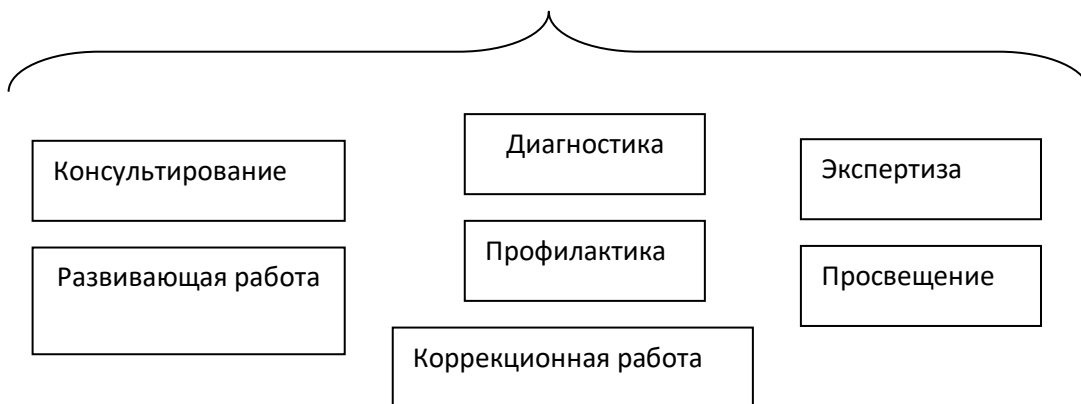 Диагностика
Консультирование
Экспертиза
Профилактика
Развивающая работа
Просвещение
Коррекционная работа